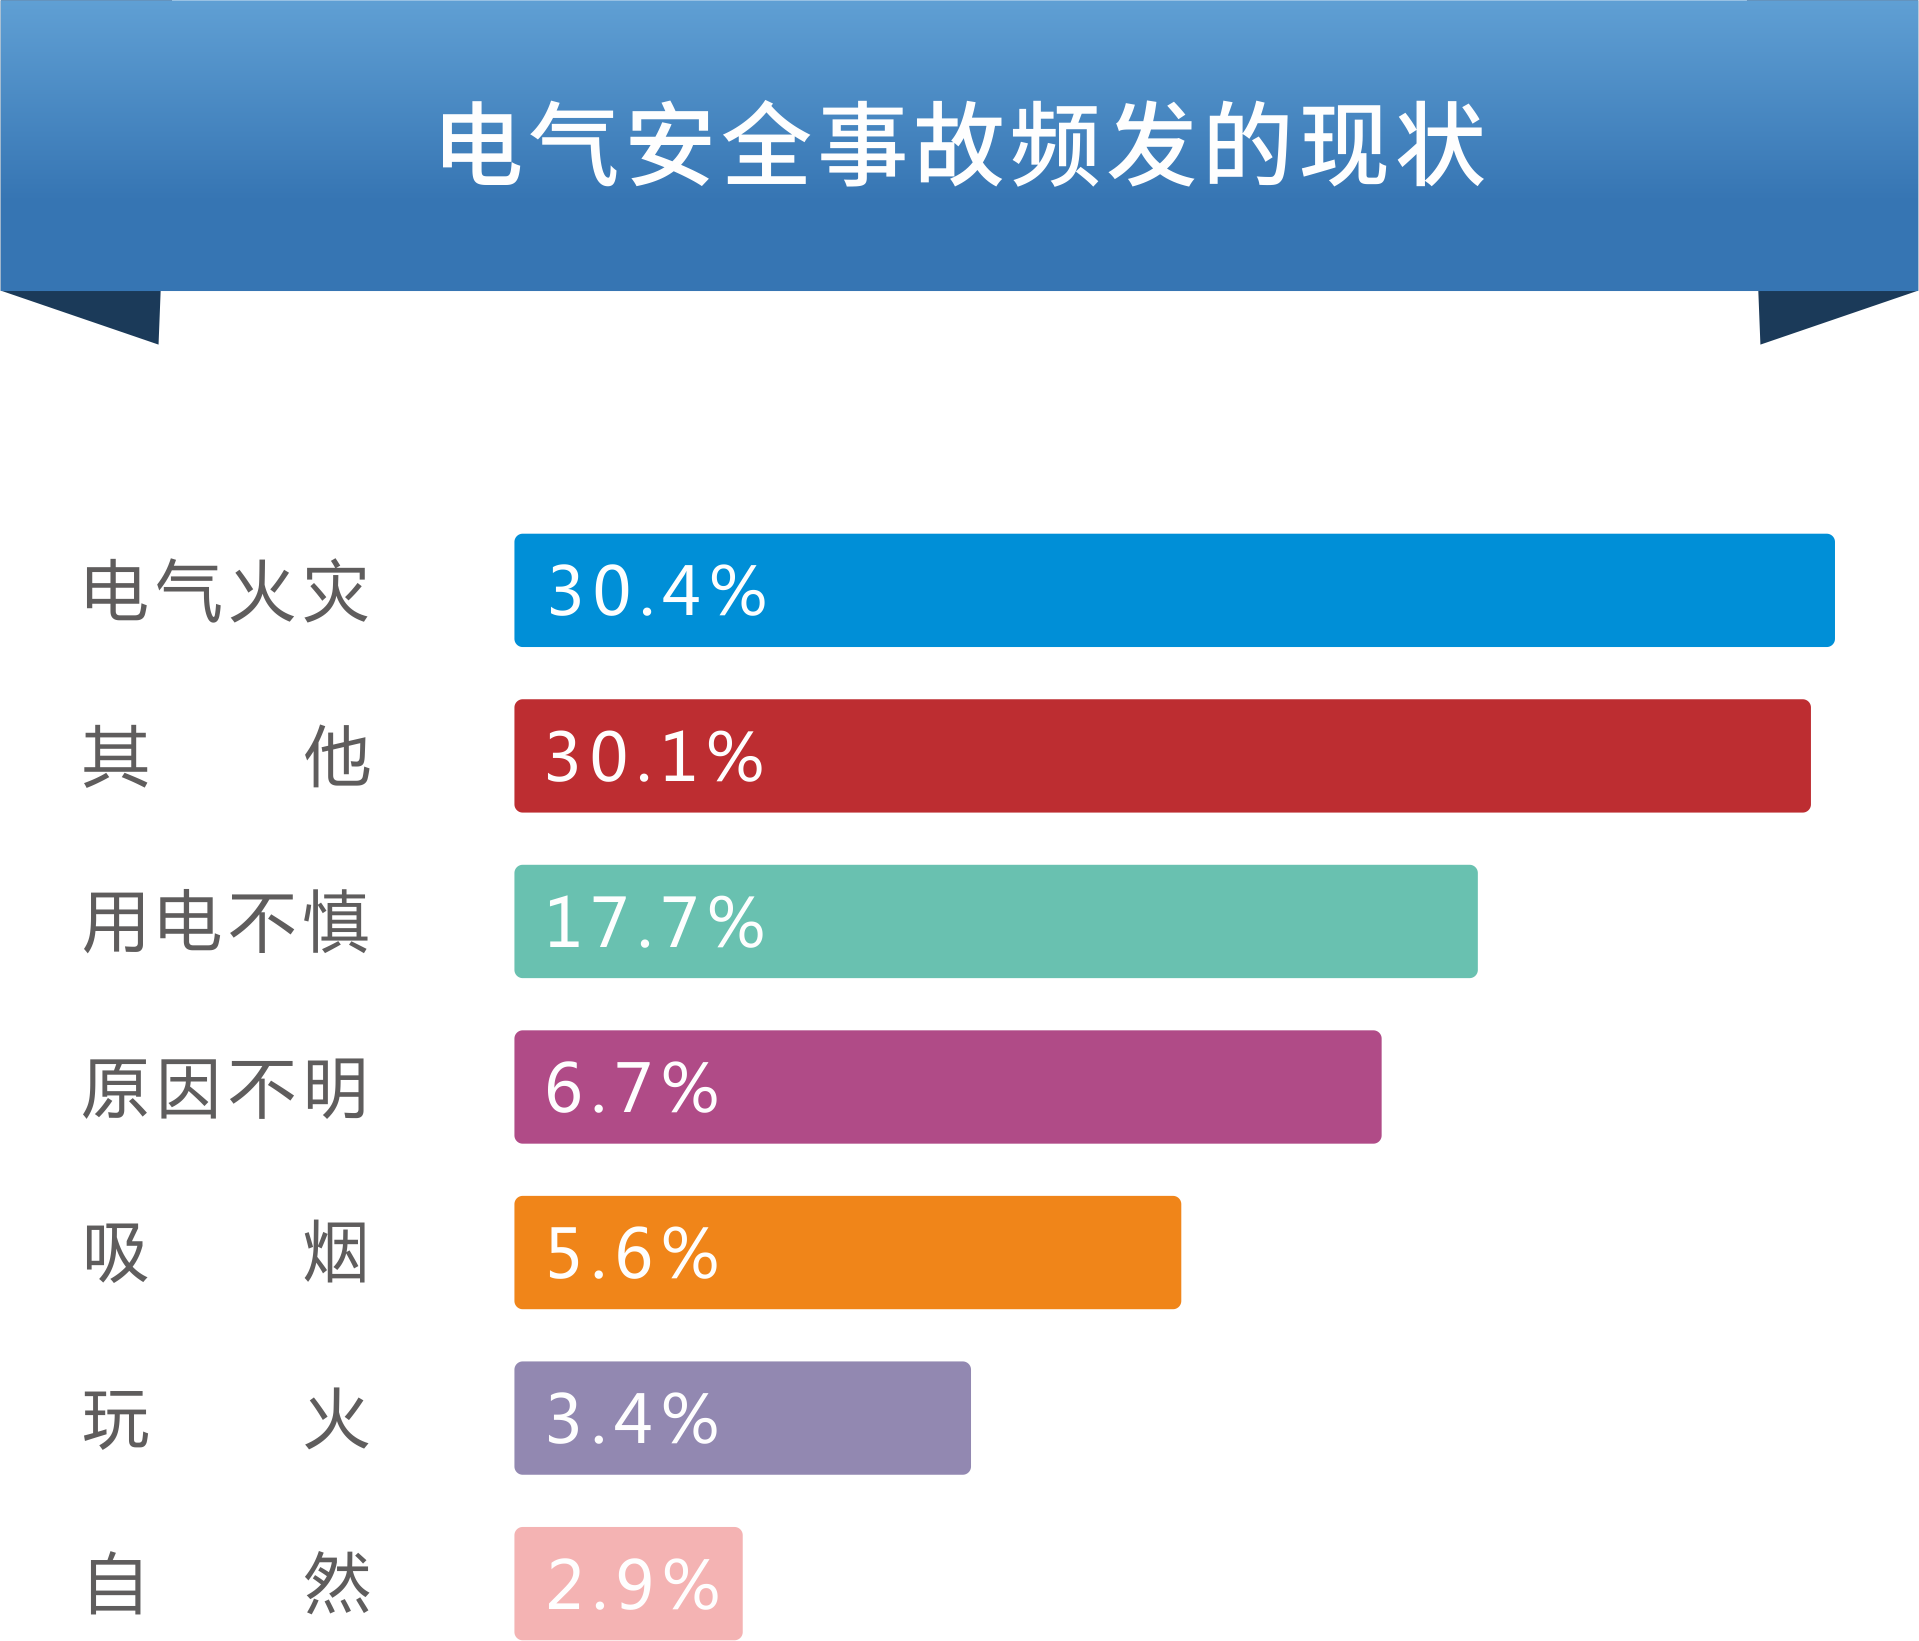 电气安全事故频发的现状
电气火灾 30.4%
其他 30.1%
用电不慎 17.7%
原因不明 6.7%
吸烟 5.6%
玩火 3.4%
自然 2.9%